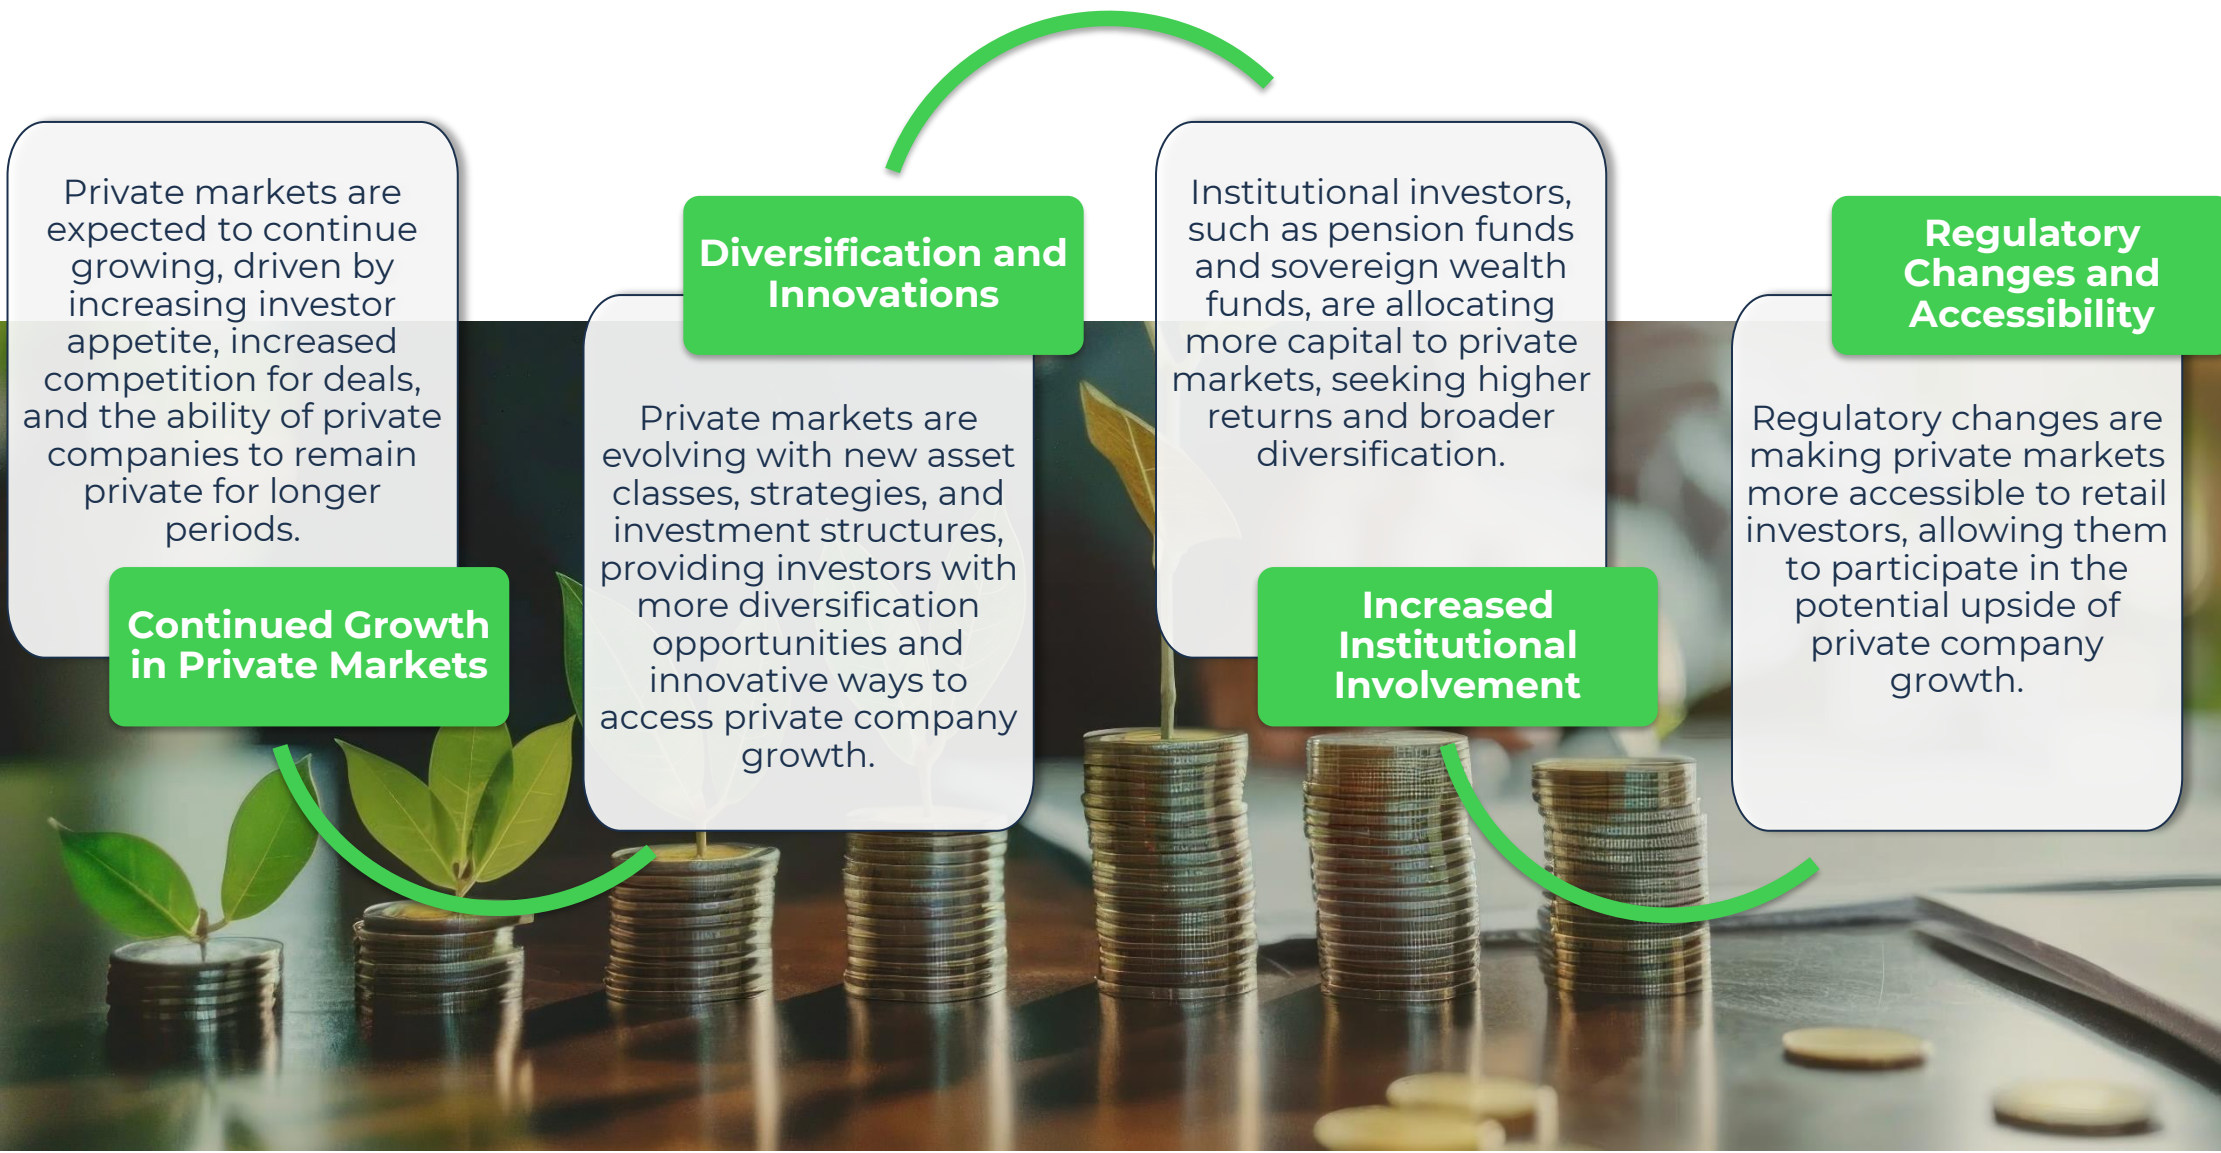 Private markets are
expected to continue
growing, driven by
increasing investor
appetite, increased
competition for deals,
and the ability of private
companies to remain
private for longer
periods.
Continued Growth
in Private Markets
Diversification and
Innovations
Private markets are
evolving with new asset
classes, strategies, and
investment structures,
providing investors with
more diversification
opportunities and
innovative ways to
access private company
growth.
Institutional investors,
such as pension funds
and sovereign wealth
funds, are allocating
more capital to private
markets, seeking higher
returns and broader
diversification.
Increased
Institutional
Involvement
Regulatory
Changes and
Accessibility
Regulatory changes are
making private markets
more accessible to retail
investors, allowing them
to participate in the
potential upside of
private company
growth.